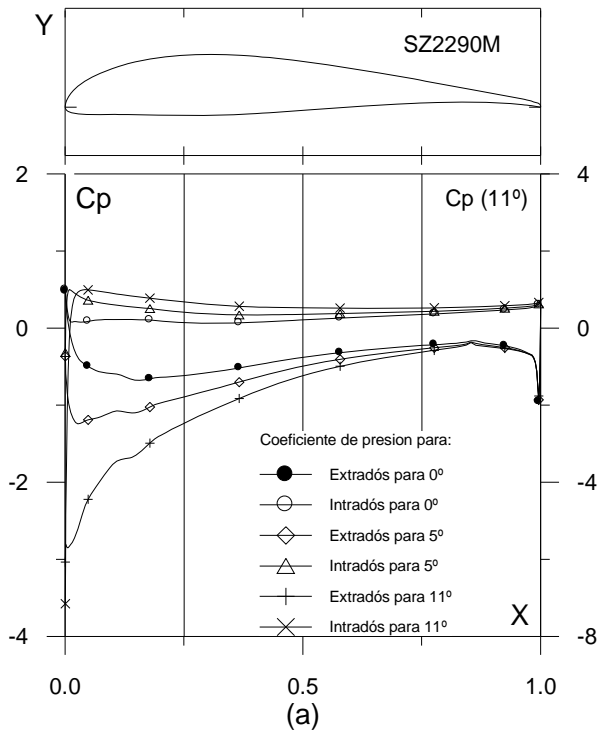 Y
SZ2290M
2
4
Cp
Cp (11º)
0
0
Coeficiente de presion para:
Extradós para 0º
Intradós para 0º
-2
-4
Extradós para 5º
Intradós para 5º
Extradós para 11º
Intradós para 11º
X
-4
-8
0.0
0.5
1.0
(a)